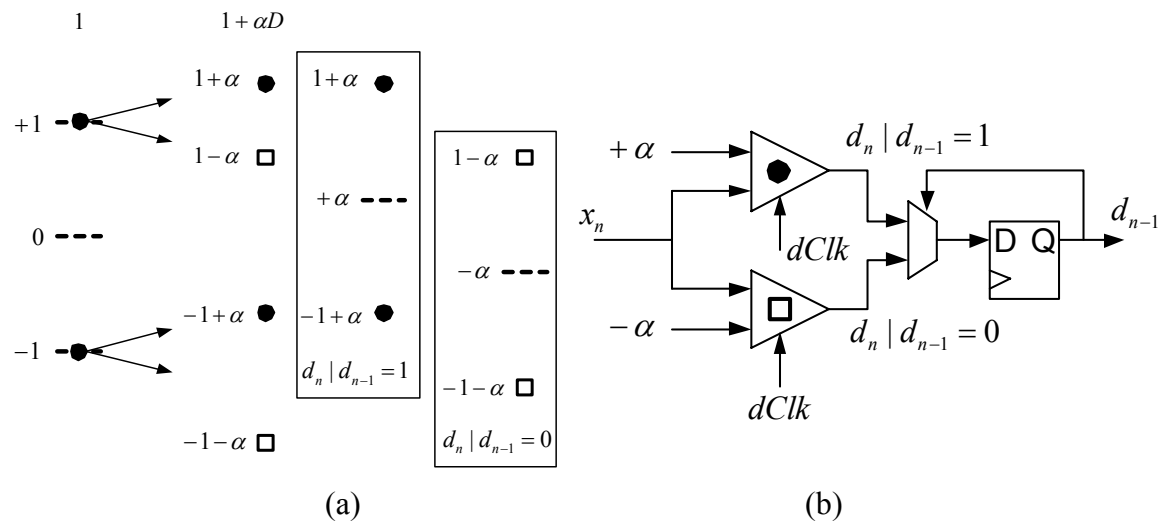 1
1+αD
+1
0
−1
1+α
1−α
−1+α
−1−α
1+α
+α
−1+α
d_n | d_{n−1} = 1
1−α
−α
−1−α
d_n | d_{n−1} = 0
(a)
+α
x_n
−α
dClk
dClk
d_n | d_{n−1} = 1
d_n | d_{n−1} = 0
D Q
d_{n−1}
(b)